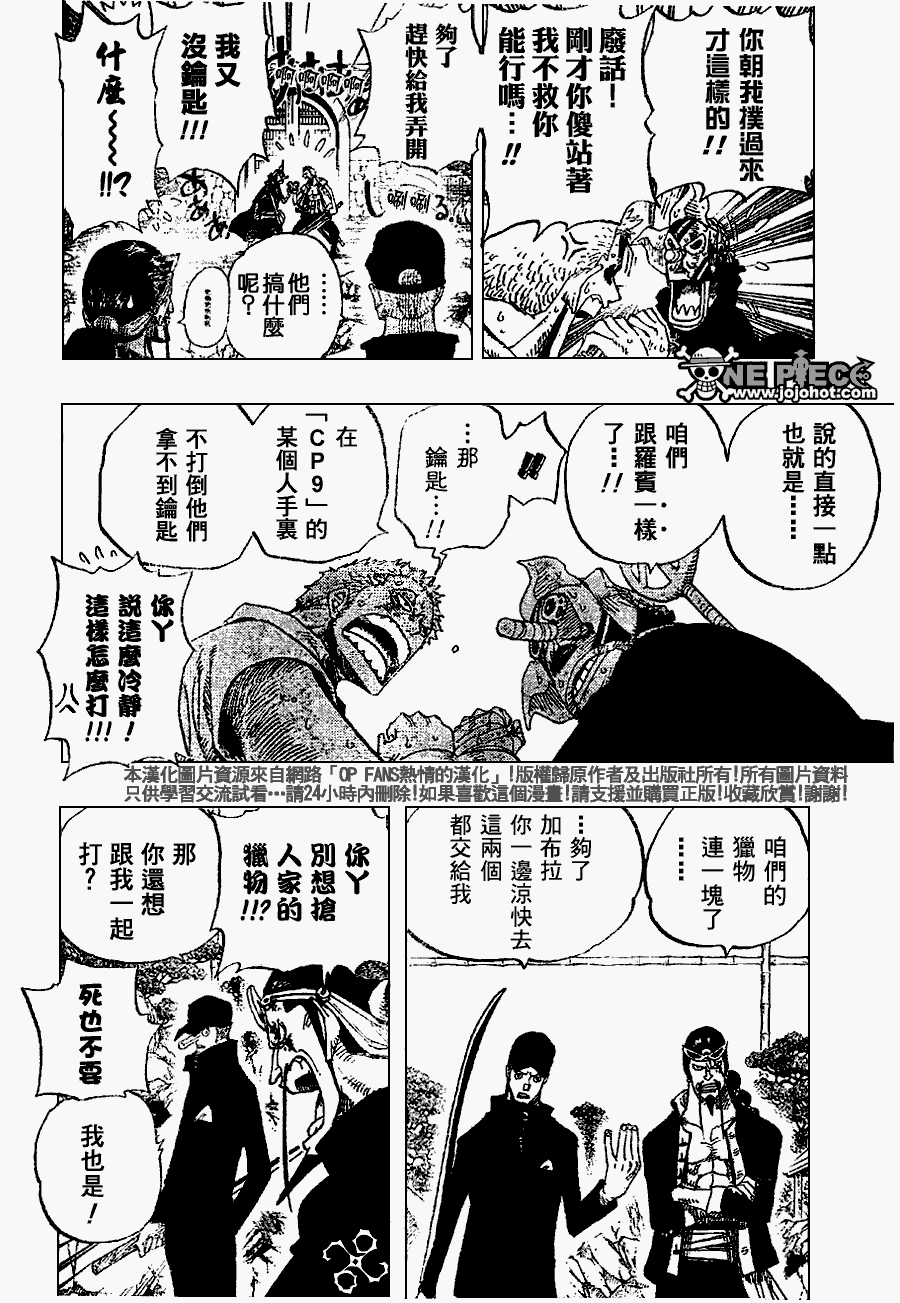 你朝我撲過來
才這樣的!!
廢話!
剛才你傻站著
我不救你
能行嗎…!!
夠了
趕快給我弄開
我又
沒鑰匙!!!
什麼~~~!!?
啊啊啊啊
唰唰
る。
ああああ
……
他們
搞什麼
呢?
ONE PIECE
www.jojohot.com
說的直接一點
也就是……
咱們
跟羅賓一樣
了…!!
!!
…那
鑰匙…!!
在
「CP9」的
某個人手裏
不打倒他們
拿不到鑰匙
你丫
說這麼冷靜!
這樣怎麼打!!!
本漢化圖片資源來自網路「OP FANS熱情的漢化」!版權歸原作者及出版社所有!所有圖片資料
只供學習交流試看…請24小時內刪除!如果喜歡這個漫畫!請支援並購買正版!收藏欣賞!謝謝!
咱們的
獵物
連一塊了
……
…夠了
加布拉
你一邊涼快去
這兩個
都交給我
你丫
別想搶
人家的
獵物!!!?
那
你還想
跟我一起
打?
死也不要
我也是!